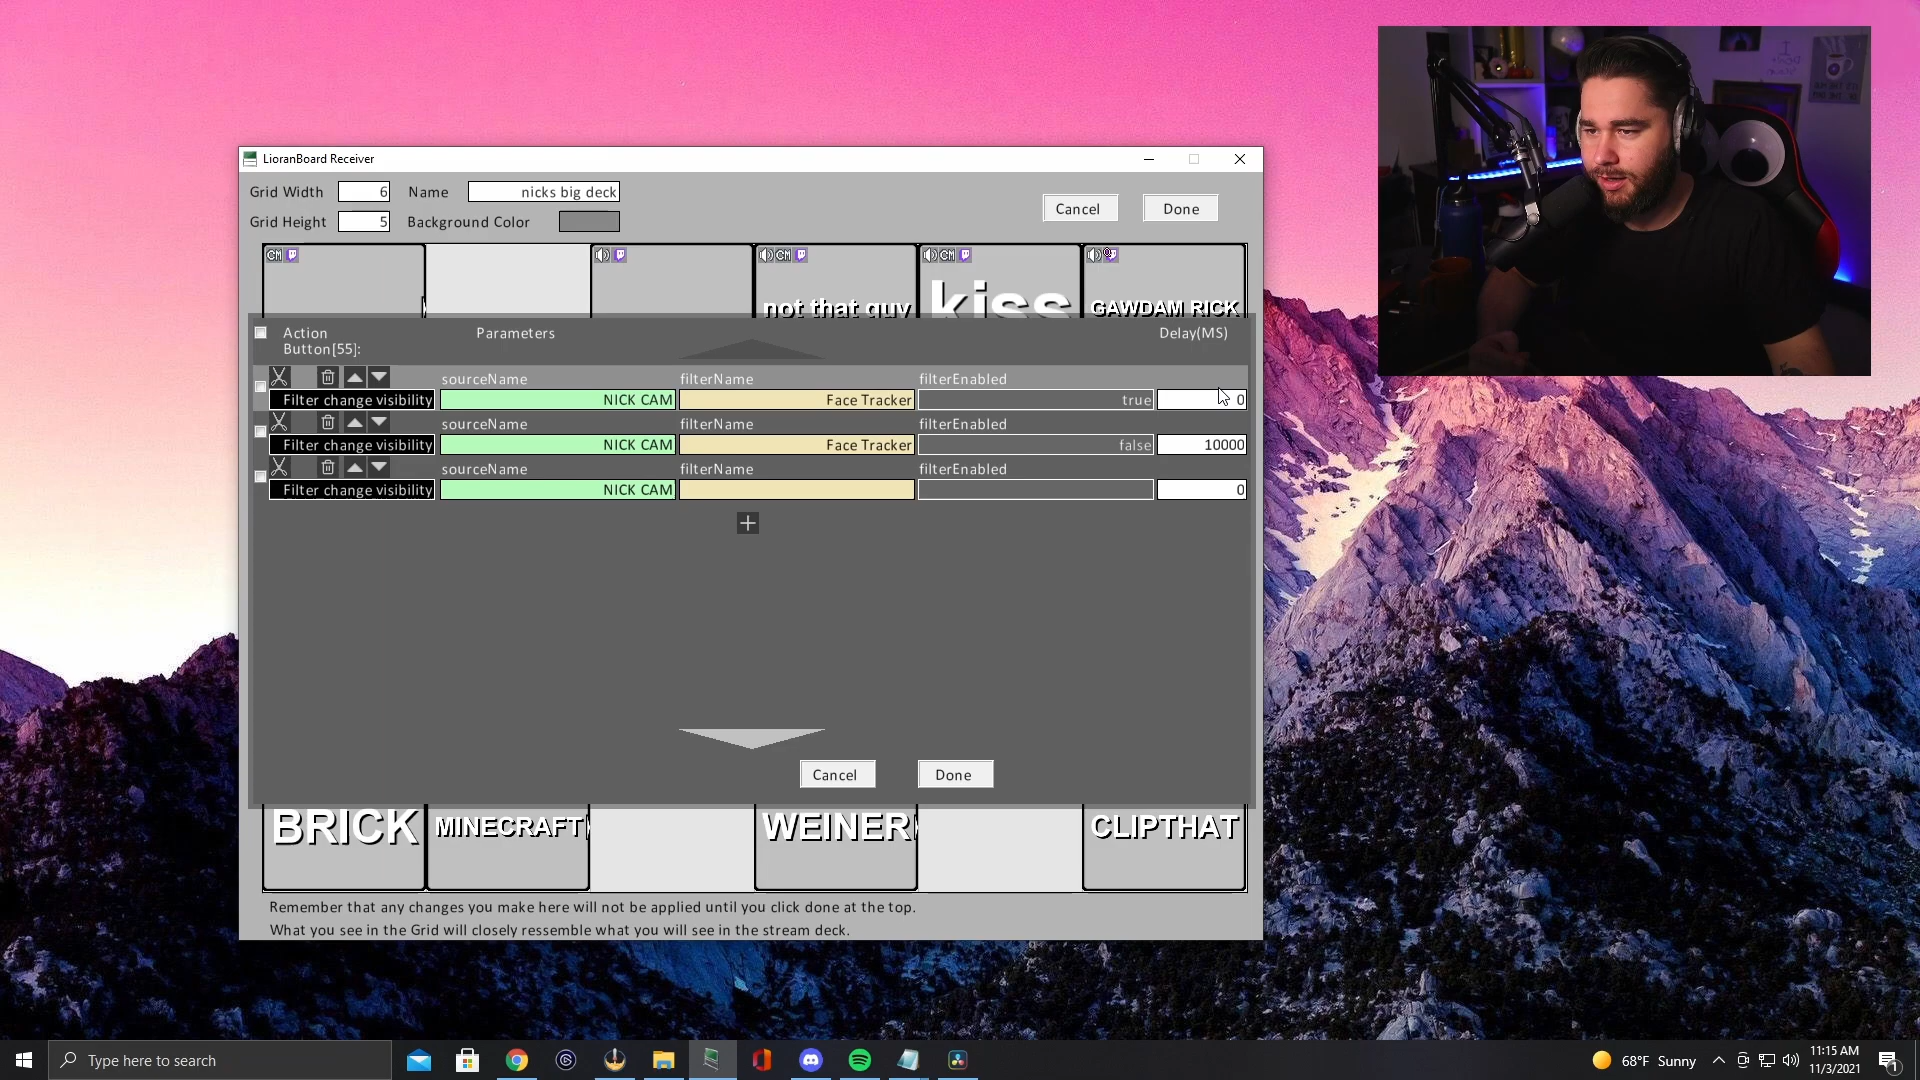 LioranBoard Receiver
Grid Width 6 Name nicks big deck
Cancel Done
Grid Height 5 Background Color
CM CM CM
not that guy kiss GAWDAM RICK
Action Parameters Delay(MS)
Button[55]:
sourceName filterName filterEnabled
Filter change visibility NICK CAM Face Tracker true 0
sourceName filterName filterEnabled
Filter change visibility NICK CAM Face Tracker false 10000
sourceName filterName filterEnabled
Filter change visibility NICK CAM 0
Cancel Done
BRICK MINECRAFT WEINER CLIPTHAT
Remember that any changes you make here will not be applied until you click done at the top.
What you see in the Grid will closely ressemble what you will see in the stream deck.
Type here to search
68°F Sunny
11:15 AM
11/3/2021
1